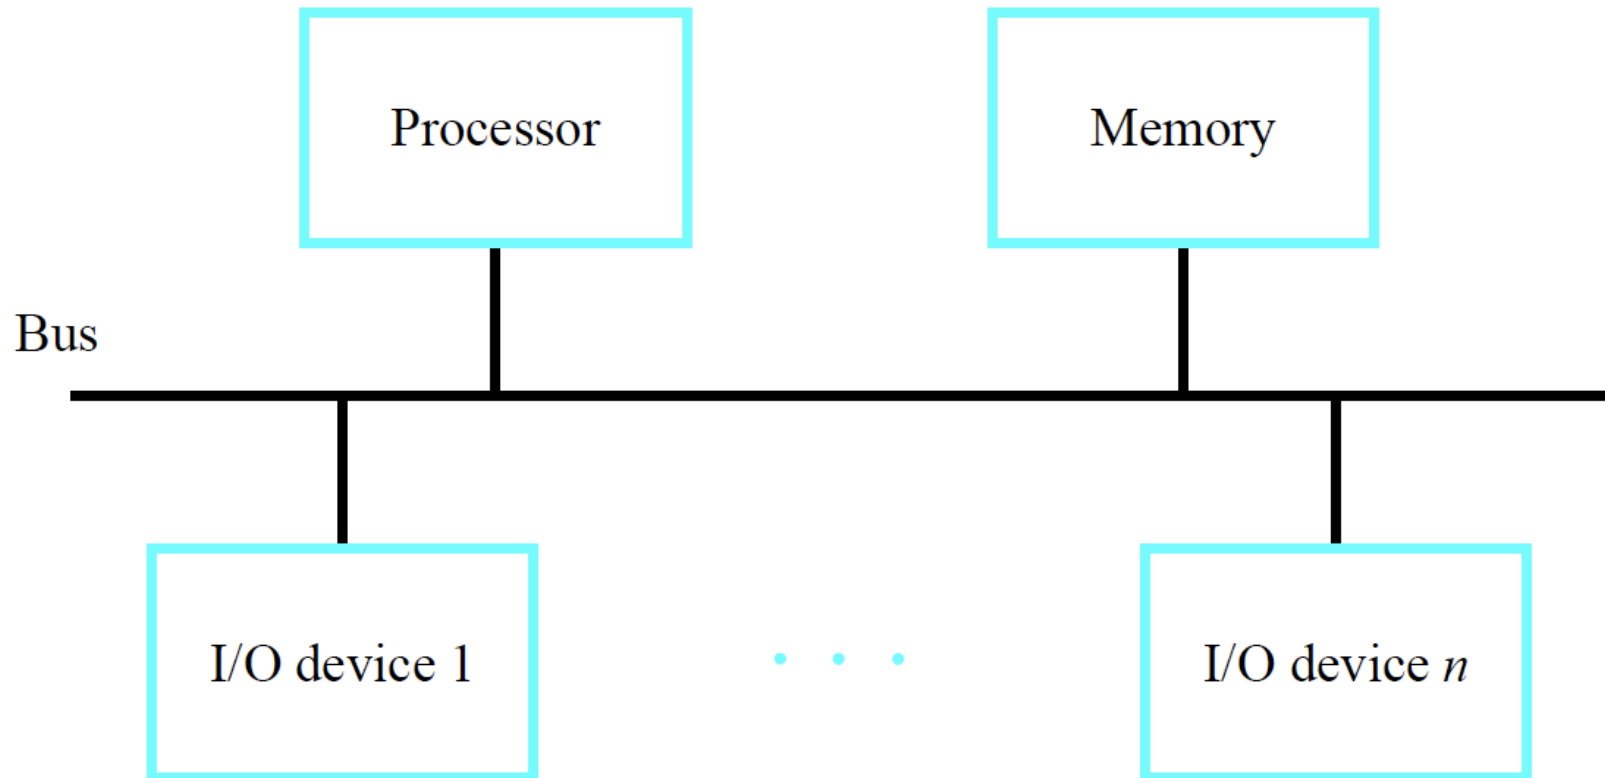 Processor
Memory
Bus
I/O device 1
. . .
I/O device n